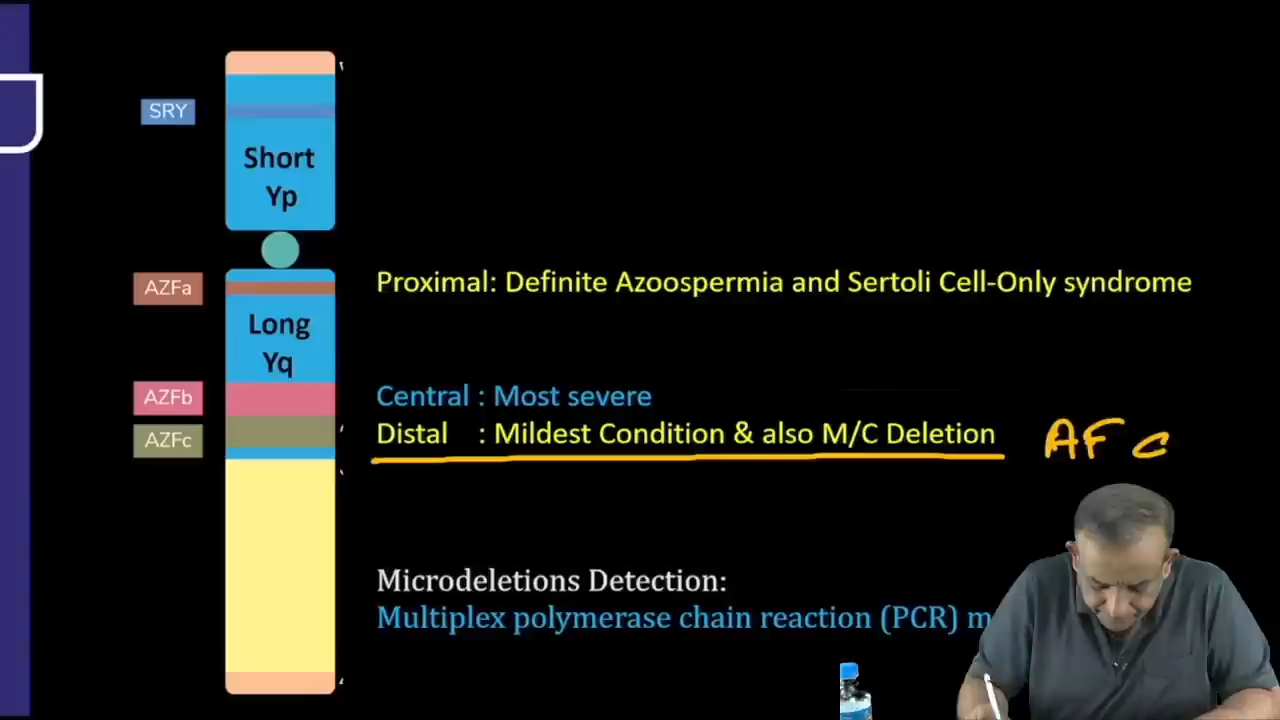 SRY
Short
Yp
AZFa
Proximal: Definite Azoospermia and Sertoli Cell-Only syndrome
Long
Yq
AZFb
Central : Most severe
AZFc
Distal : Mildest Condition & also M/C Deletion
AF c
Microdeletions Detection:
Multiplex polymerase chain reaction (PCR)